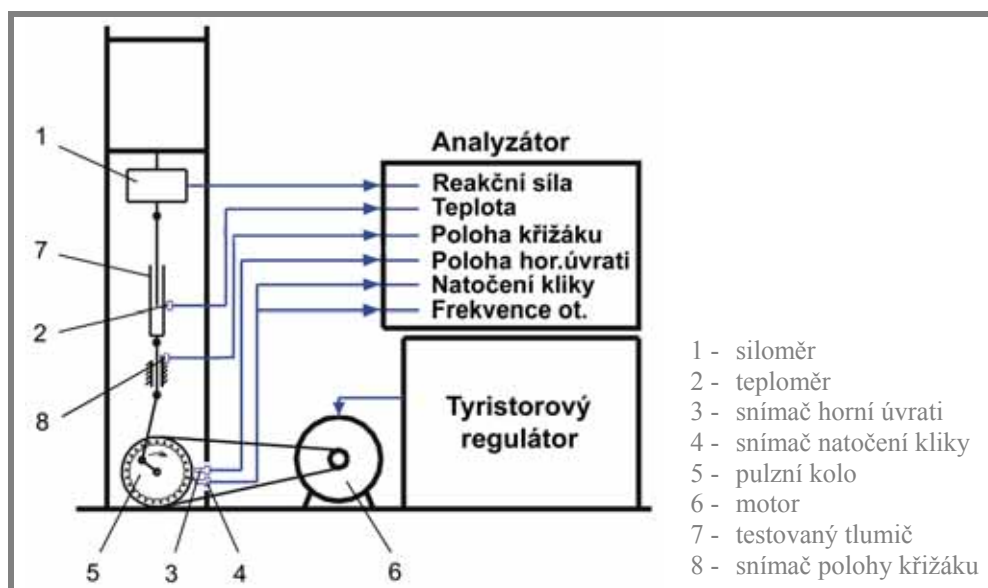 Analyzátor
Reakční síla
Teplota
Poloha křižáku
Poloha hor.úvrati
Natočení kliky
Frekvence ot.
Tyristorový
regulátor
1
7
2
8
5
3
4
6
1 - siloměr
2 - teploměr
3 - snímač horní úvrati
4 - snímač natočení kliky
5 - pulzní kolo
6 - motor
7 - testovaný tlumič
8 - snímač polohy křižáku